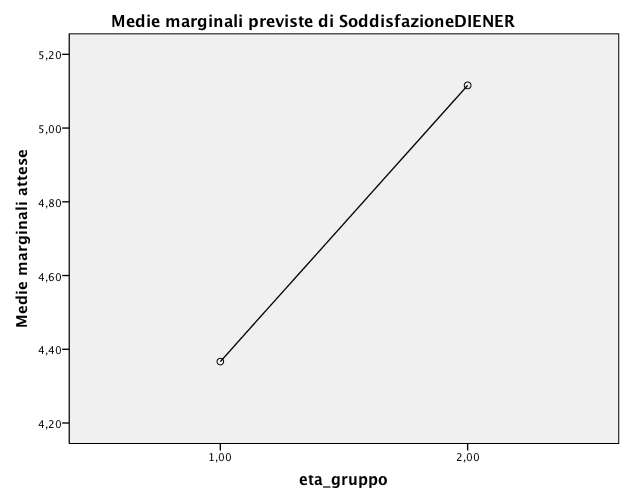 Medie marginali previste di SoddisfazioneDIENER
Medie marginali attese
5,20
5,00
4,80
4,60
4,40
4,20
1,00
2,00
eta_gruppo